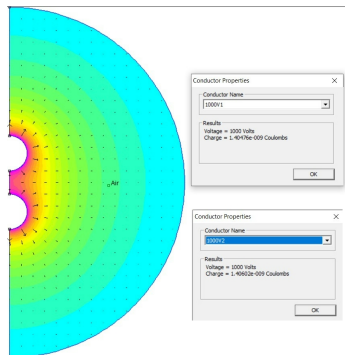 Air
Conductor Properties
Conductor Name
1000V1
Results
Voltage = 1000 Volts
Charge = 1.40476e-009 Coulombs
OK
Conductor Properties
Conductor Name
1000V2
Results
Voltage = 1000 Volts
Charge = 1.40602e-009 Coulombs
OK